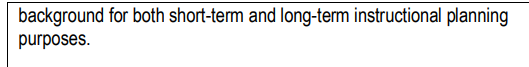 background for both short-term and long-term instructional planning
purposes.